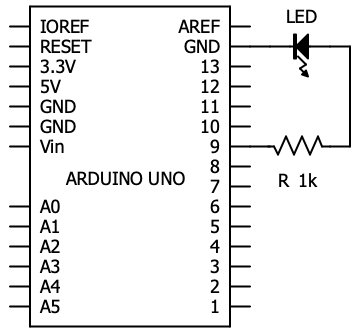 LED
IOREF AREF
RESET GND
3.3V 13
5V 12
GND 11
GND 10
Vin 9
8
ARDUINO UNO
7
R 1k
A0 6
A1 5
A2 4
A3 3
A4 2
A5 1